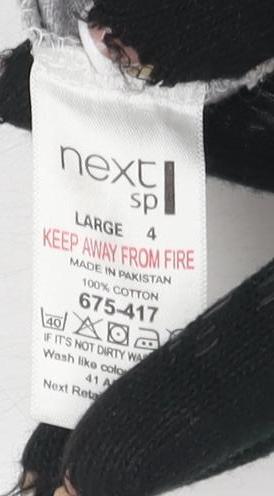 next
sp
LARGE 4
KEEP AWAY FROM FIRE
MADE IN PAKISTAN
100% COTTON
675-417
40
IF IT'S NOT DIRTY
Wash like
41
Next